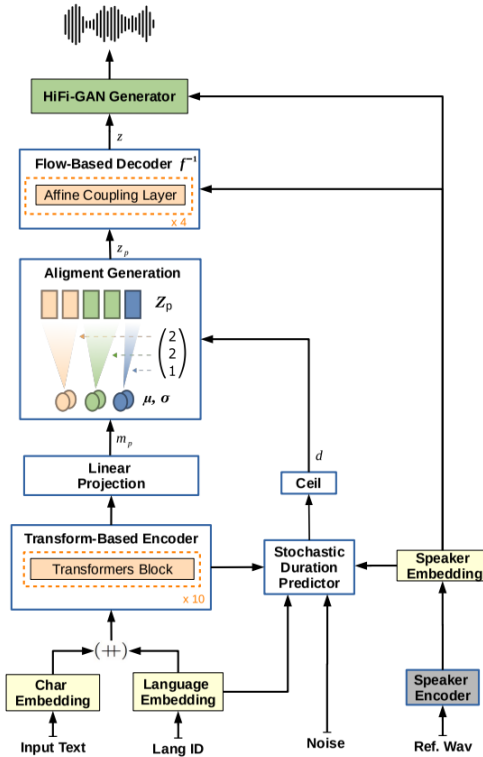 HiFi-GAN Generator
z
Flow-Based Decoder f⁻¹
Affine Coupling Layer
x 4
z_p
Aligment Generation
Z_p
2
2
1
μ, σ
m_p
d
Linear
Projection
Ceil
Transform-Based Encoder
Transformers Block
x 10
Stochastic
Duration
Predictor
Speaker
Embedding
(++)
Char
Embedding
Language
Embedding
Speaker
Encoder
Input Text
Lang ID
Noise
Ref. Wav